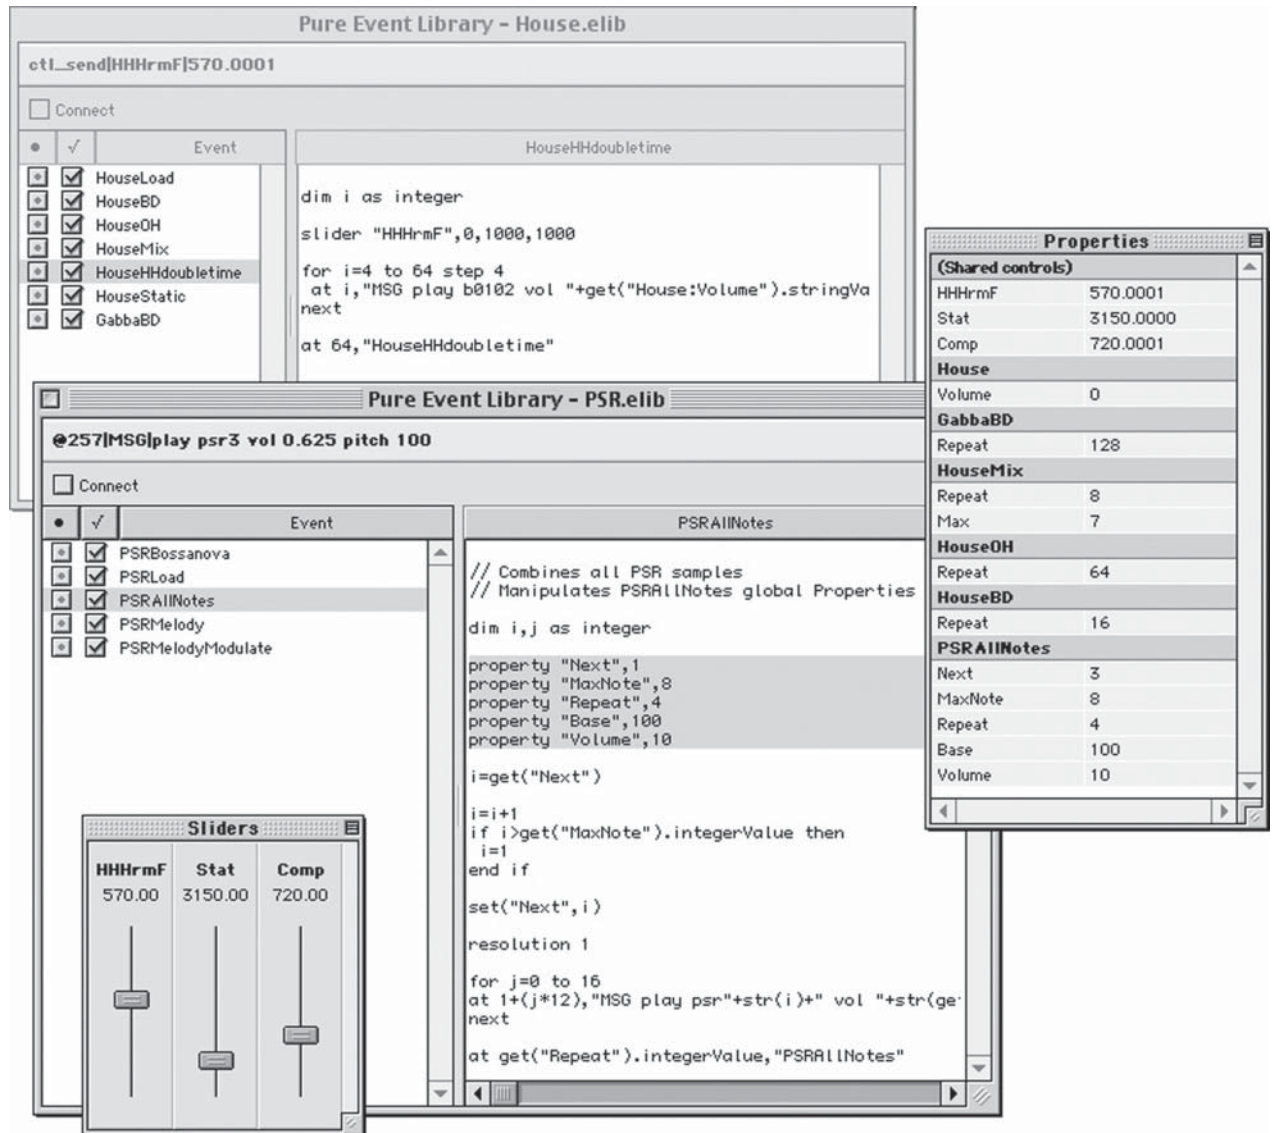 Pure Event Library - House.elib
ctl_send|HHHrmF|570.0001
Connect
Event
HouseHHdoubletime
HouseLoad
HouseBD
HouseOH
HouseMix
HouseHHdoubletime
HouseStatic
GabbaBD
dim i as integer
slider "HHHrmF",0,1000,1000
for i=4 to 64 step 4
at i,"MSG play b0102 vol "+get("House:Volume").stringVa
next
at 64,"HouseHHdoubletime"
Pure Event Library - PSR.elib
@257|MSG|play psr3 vol 0.625 pitch 100
Connect
Event
PSRAllNotes
PSRBossanova
PSRLoad
PSRAllNotes
PSRMelody
PSRMelodyModulate
// Combines all PSR samples
// Manipulates PSRAllNotes global Properties
dim i,j as integer
property "Next",1
property "MaxNote",8
property "Repeat",4
property "Base",100
property "Volume",10
i=get("Next")
i=i+1
if i>get("MaxNote").integerValue then
i=1
end if
set("Next",i)
resolution 1
for j=0 to 16
at 1+(j*12),"MSG play psr"+str(i)+" vol "+str(ge
next
at get("Repeat").integerValue,"PSRAllNotes"
Sliders
HHHrmF Stat Comp
570.00 3150.00 720.00
Properties
(Shared controls)
HHHrmF 570.0001
Stat 3150.0000
Comp 720.0001
House
Volume 0
GabbaBD
Repeat 128
HouseMix
Repeat 8
Max 7
HouseOH
Repeat 64
HouseBD
Repeat 16
PSRAllNotes
Next 3
MaxNote 8
Repeat 4
Base 100
Volume 10